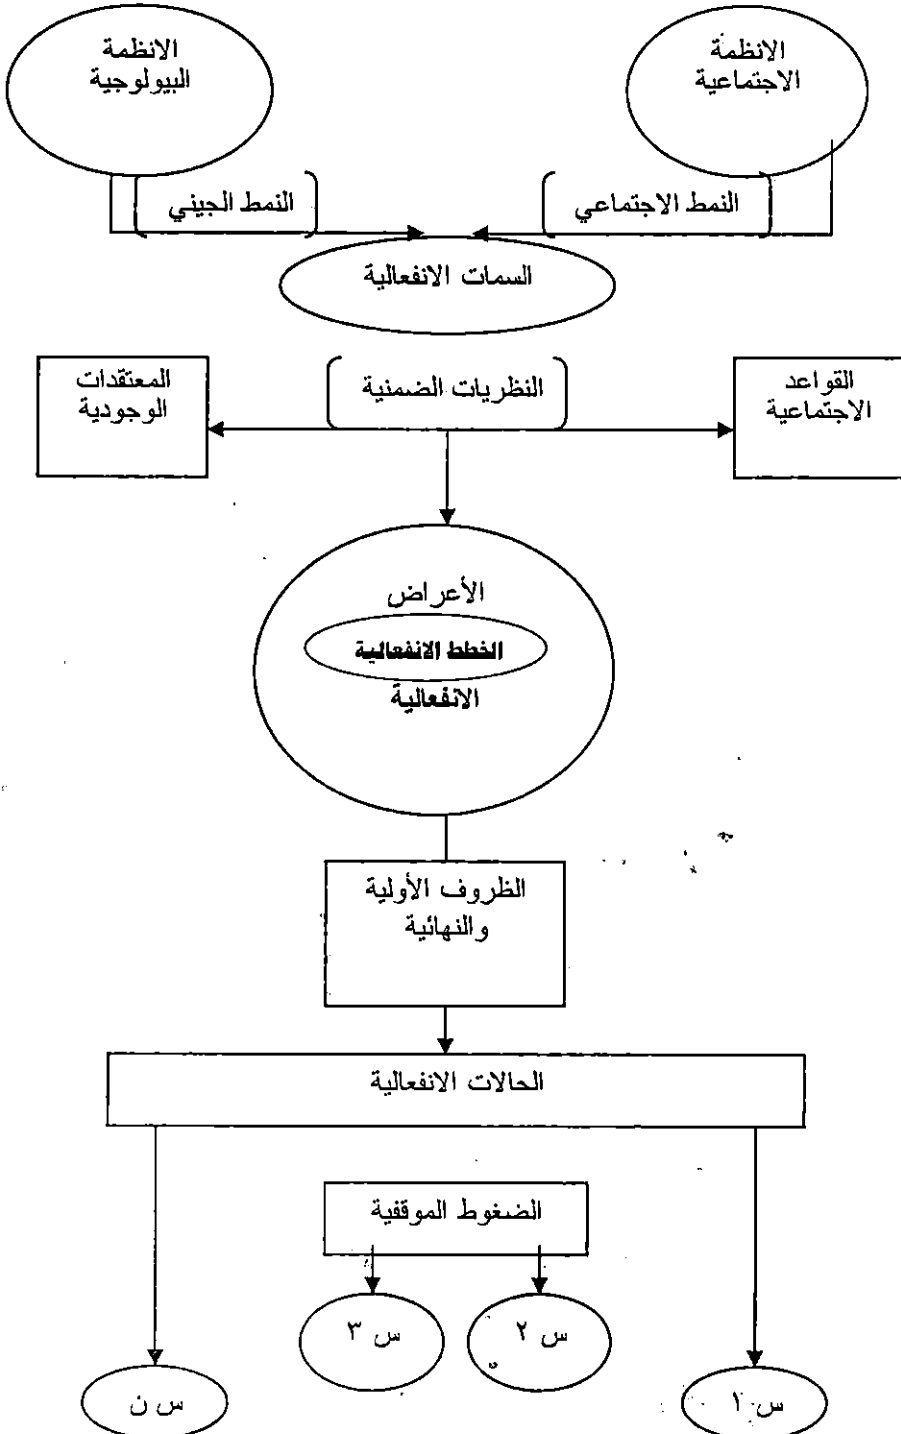 الانظمة
الاجتماعية
الانظمة
البيولوجية
النمط الاجتماعي
النمط الجيني
السمات الانفعالية
القواعد
الاجتماعية
النظريات الضمنية
المعتقدات
الوجودية
الأعراض
الخطط الانفعالية
الانفعالية
الظروف الأولية
والنهائية
الحالات الانفعالية
الضغوط الموقفية
س ٢
س ٣
س ١
س ن